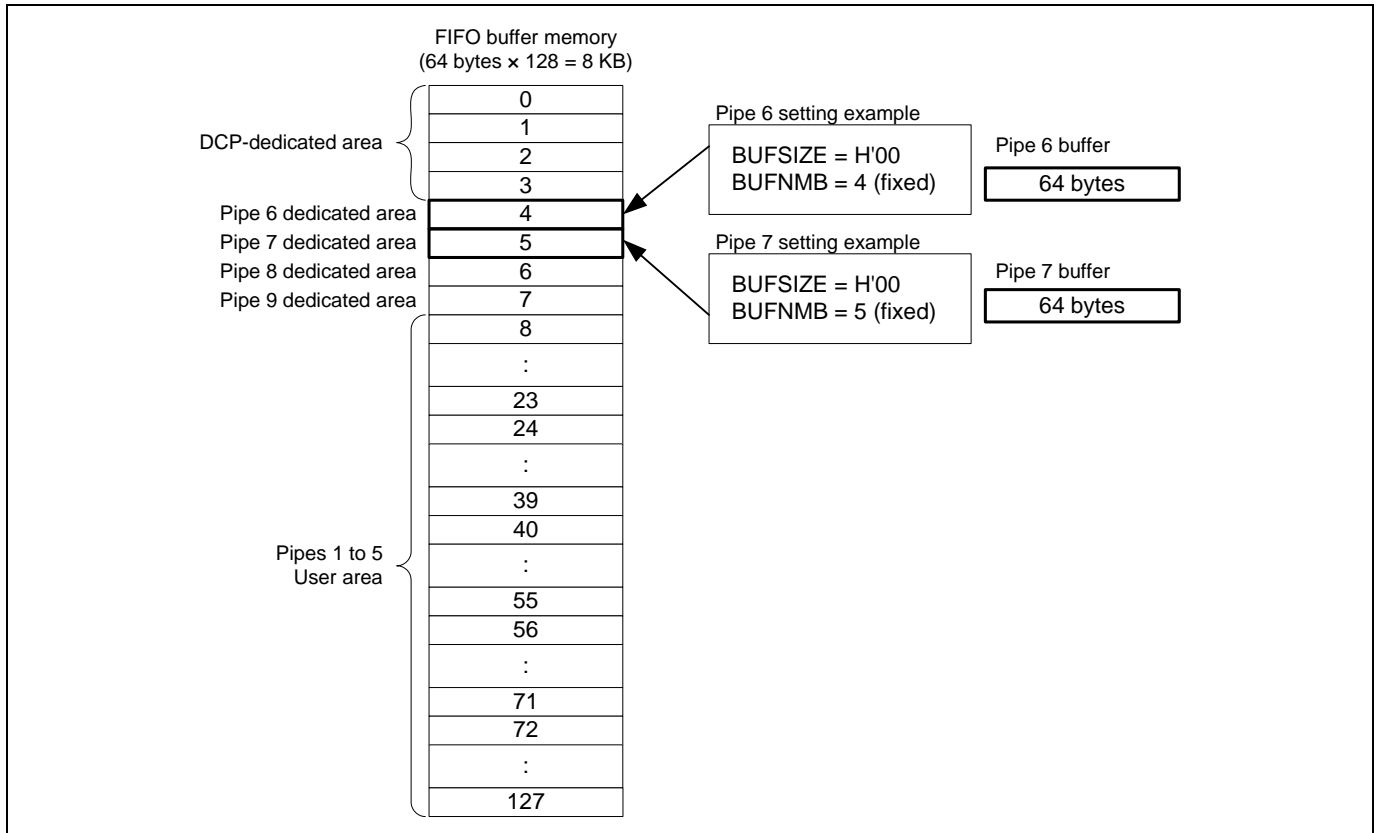 FIFO buffer memory
(64 bytes × 128 = 8 KB)
0
1
DCP-dedicated area
2
3
Pipe 6 dedicated area
4
Pipe 7 dedicated area
5
Pipe 8 dedicated area
6
Pipe 9 dedicated area
7
8
:
23
24
:
39
40
Pipes 1 to 5
User area
:
55
56
:
71
72
:
127
Pipe 6 setting example
BUFSIZE = H'00
BUFNMB = 4 (fixed)
Pipe 6 buffer
64 bytes
Pipe 7 setting example
BUFSIZE = H'00
BUFNMB = 5 (fixed)
Pipe 7 buffer
64 bytes